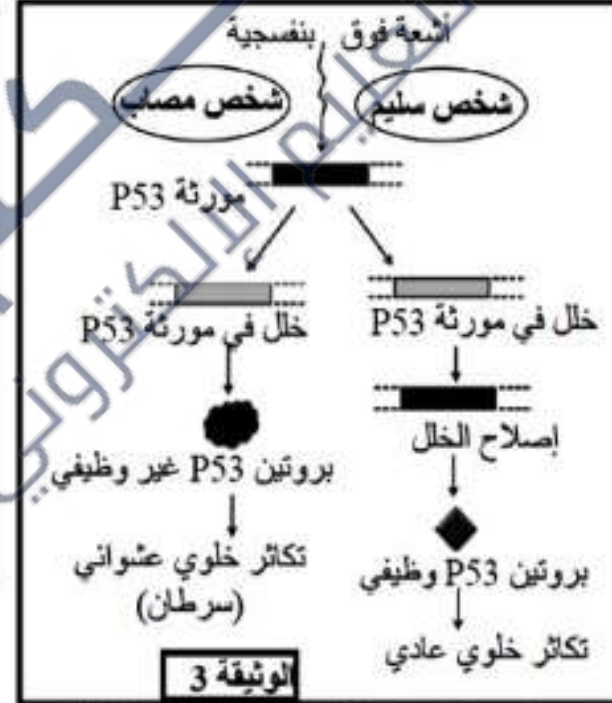 أشعة فوق بنفسجية
شخص سليم
شخص مصاب
مورثة P53
خلل في مورثة P53
خلل في مورثة P53
إصلاح الخلل
بروتين P53 غير وظيفي
بروتين P53 وظيفي
تكاثر خلوي عشوائي
(سرطان)
تكاثر خلوي عادي
الوثيقة 3